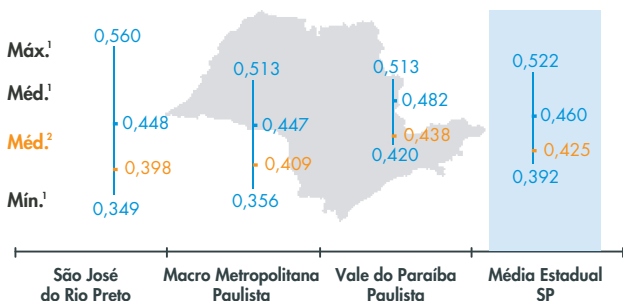 Máx.¹
Méd.¹
Méd.²
Mín.¹
0,560
0,448
0,398
0,349
0,513
0,447
0,409
0,356
0,513
0,482
0,438
0,420
0,522
0,460
0,425
0,392
São José
do Rio Preto
Macro Metropolitana
Paulista
Vale do Paraíba
Paulista
Média Estadual
SP